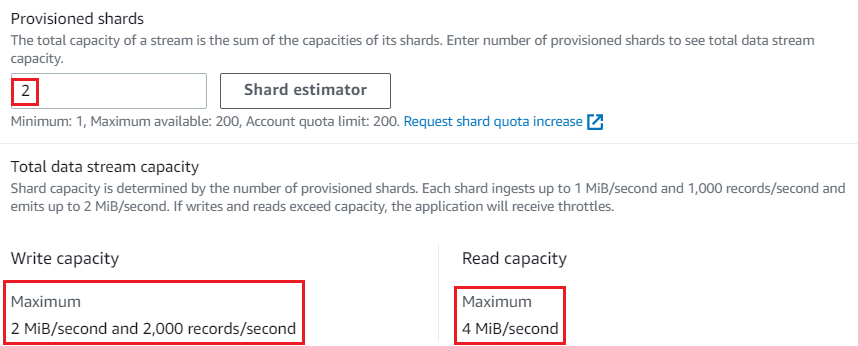 Provisioned shards
The total capacity of a stream is the sum of the capacities of its shards. Enter number of provisioned shards to see total data stream
capacity.
2
Shard estimator
Minimum: 1, Maximum available: 200, Account quota limit: 200. Request shard quota increase
Total data stream capacity
Shard capacity is determined by the number of provisioned shards. Each shard ingests up to 1 MiB/second and 1,000 records/second and
emits up to 2 MiB/second. If writes and reads exceed capacity, the application will receive throttles.
Write capacity
Maximum
2 MiB/second and 2,000 records/second
Read capacity
Maximum
4 MiB/second